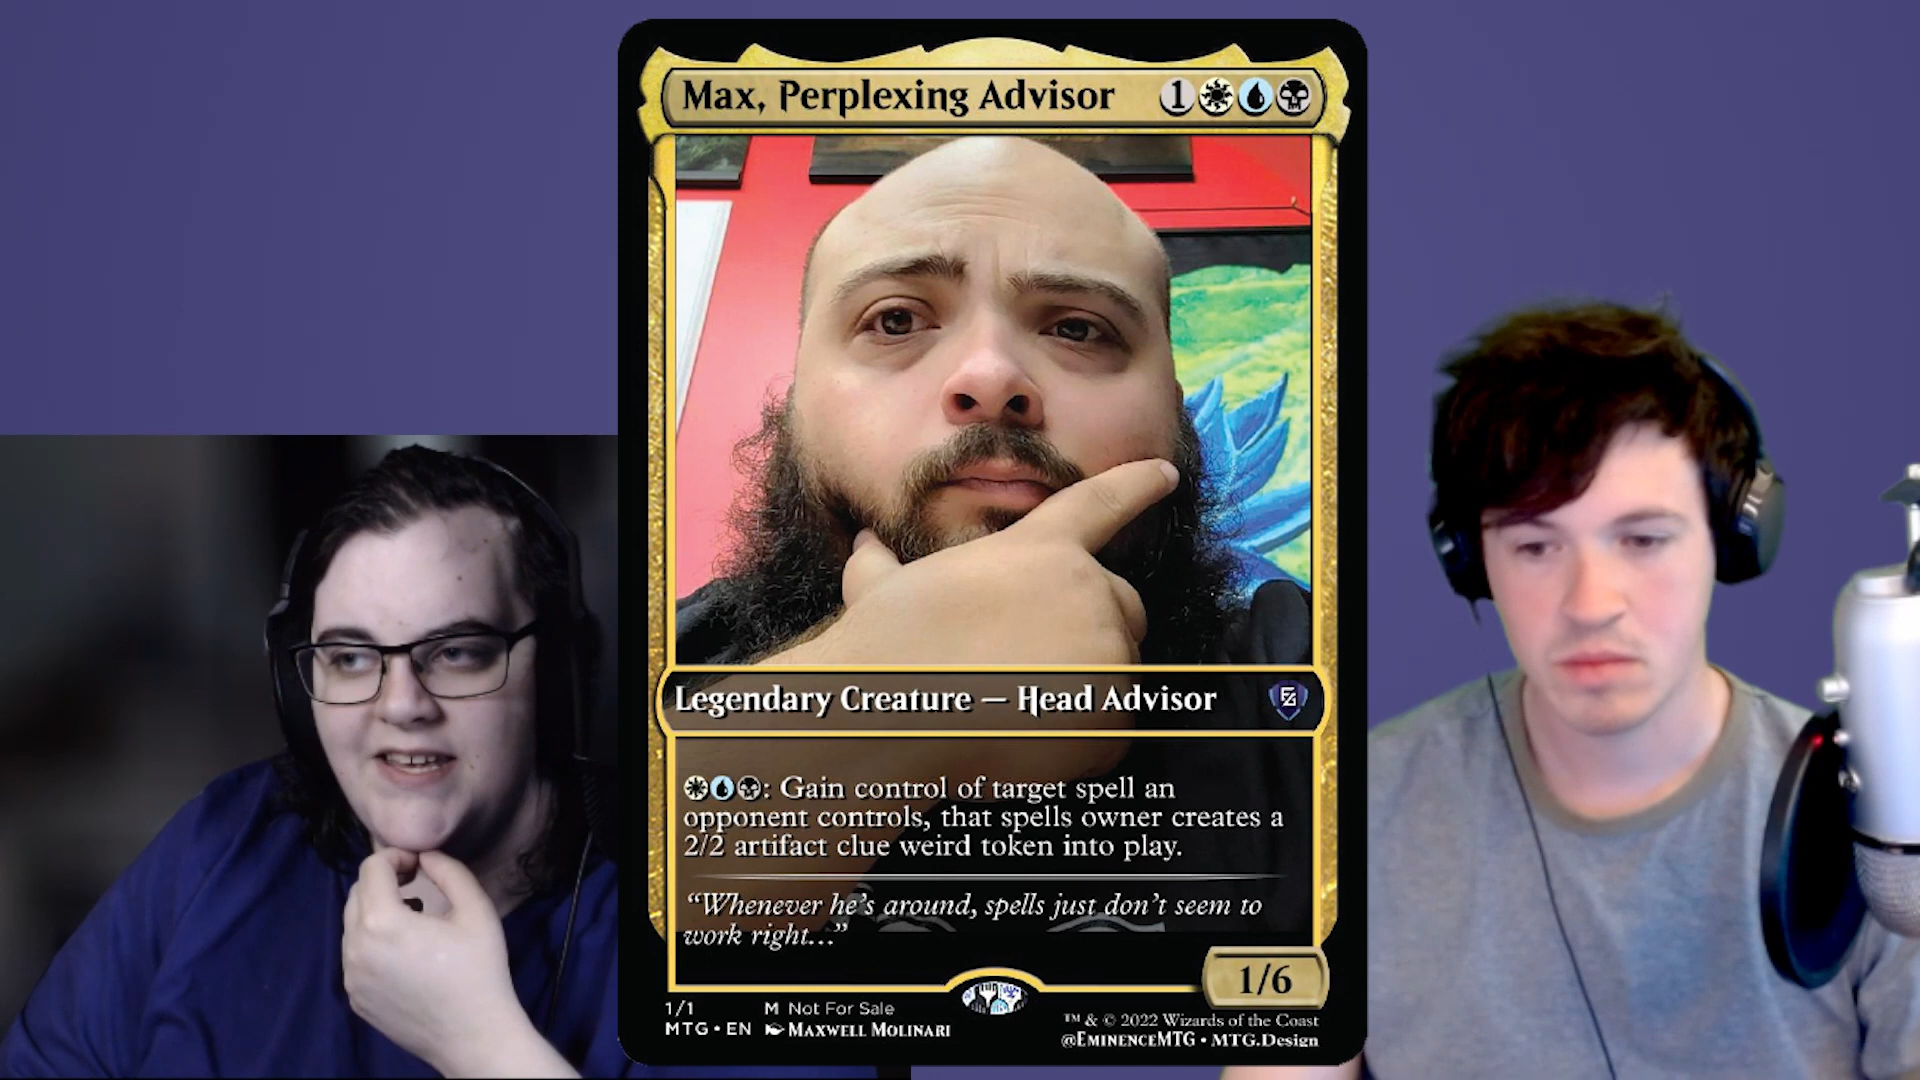 Max, Perplexing Advisor 1
Legendary Creature — Head Advisor
: Gain control of target spell an
opponent controls, that spells owner creates a
2/2 artifact clue weird token into play.
“Whenever he’s around, spells just don’t seem to
work right...”
1/6
1/1 M Not For Sale
MTG • EN Maxwell Molinari
™ & © 2022 Wizards of the Coast
@EminenceMTG • MTG.Design